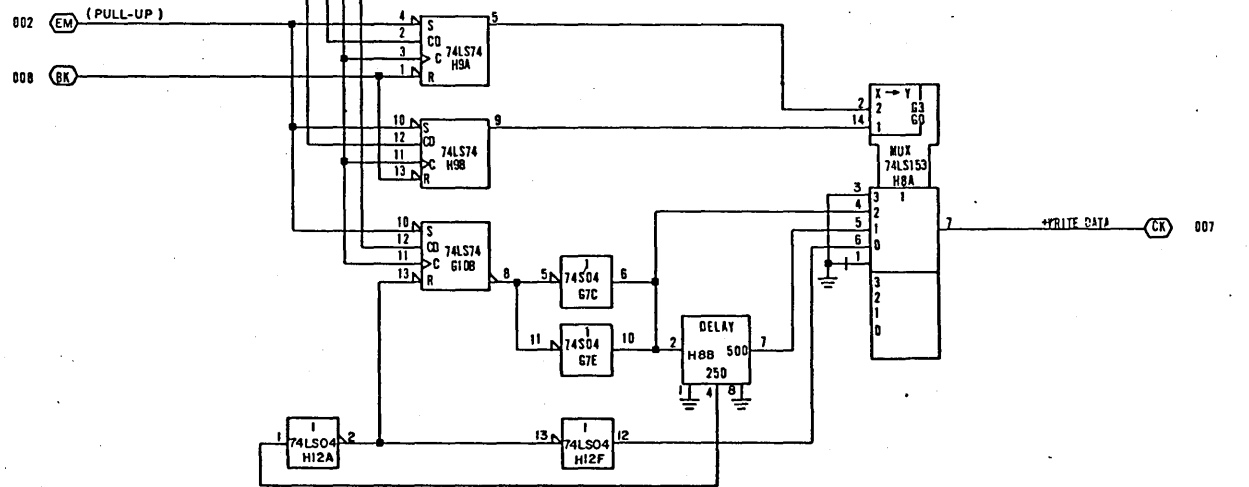 002 EM (PULL-UP)
4 S 5
2 CD
74LS74
3 C H9A
008 BK
1 R
X → Y
2 2 G3
14 1 G0
10 S 9
12 CD
74LS74
11 C H9B
13 R
MUX
74LS153
H8A
3 3 1
4 2
5 1
6 0
1
7 +WRITE DATA CK 007
3
2
1
0
10 S
12 CD 74LS74
11 C G10B
13 R 8
5 1 6
74S04
G7C
11 1 10
74S04
G7E
DELAY
2 H8B 500 7
250
1 4 8
1 1 2
74LS04
H12A
13 1 12
74LS04
H12F